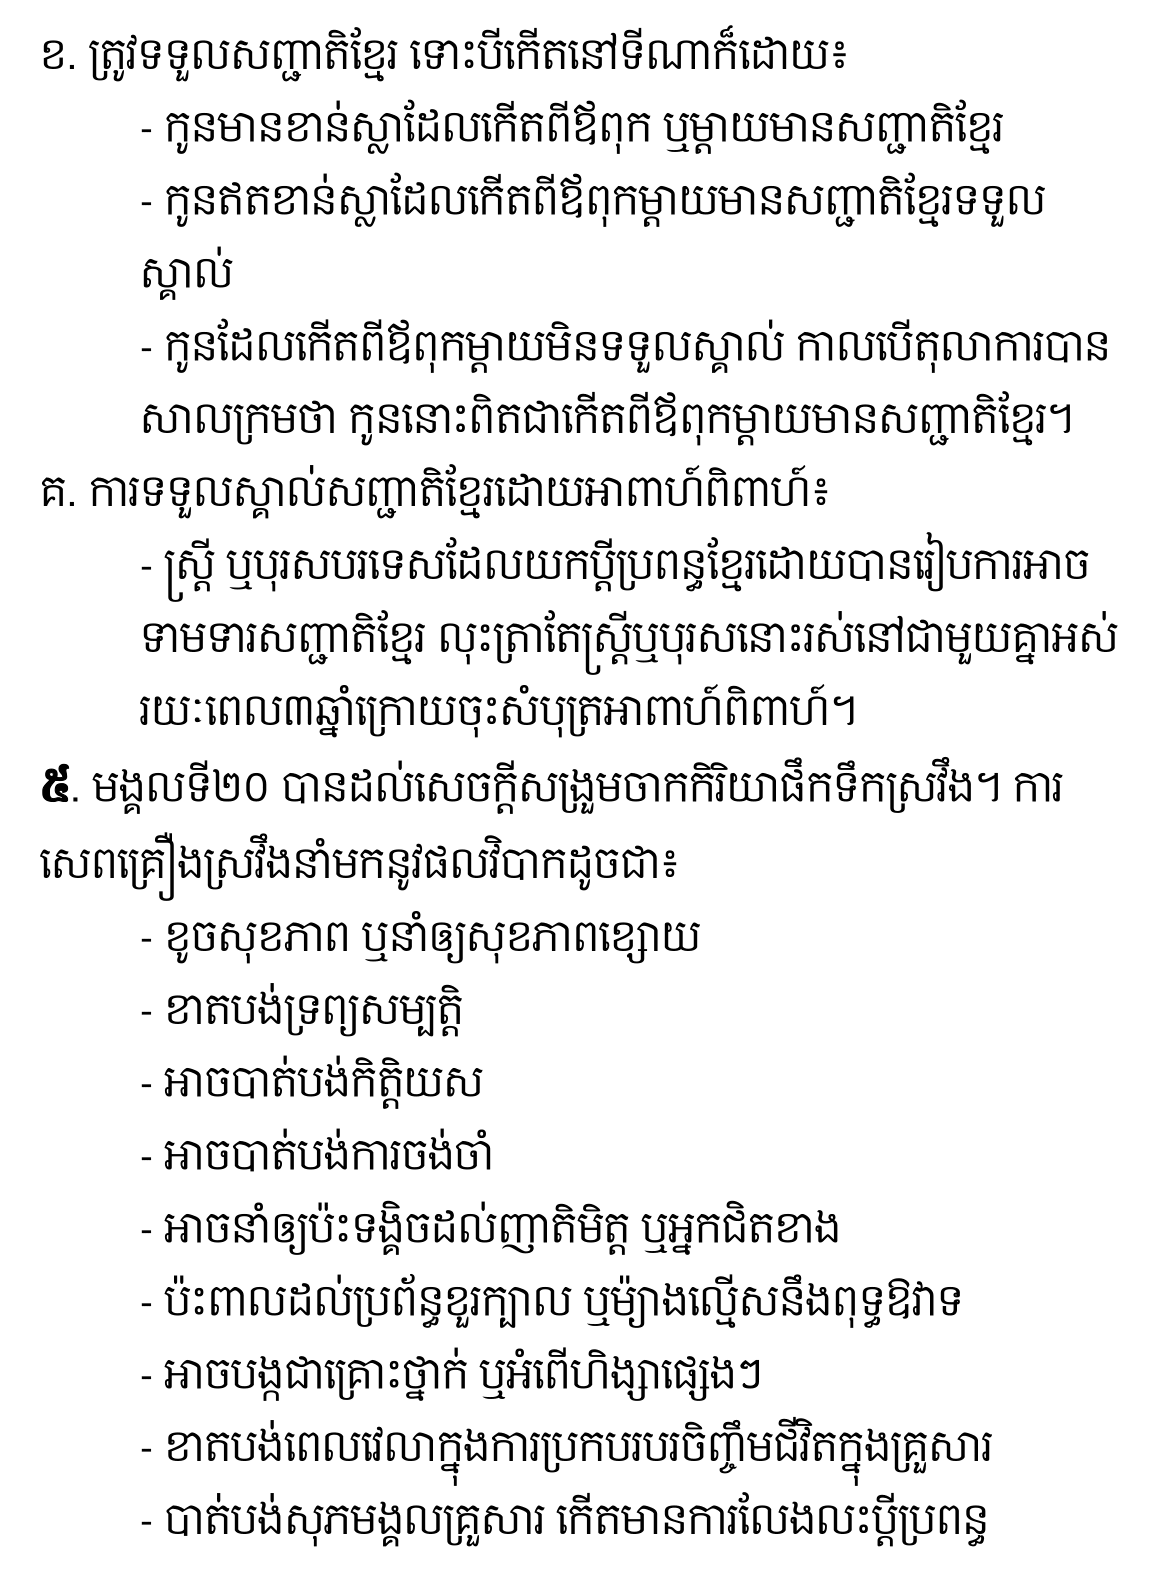 ខ. ត្រូវទទួលសញ្ជាតិខ្មែរ ទោះបីកើតនៅទីណាក៏ដោយ៖
- កូនមានខាន់ស្លាដែលកើតពីឪពុក ឬម្តាយមានសញ្ជាតិខ្មែរ
- កូនឥតខាន់ស្លាដែលកើតពីឪពុកម្តាយមានសញ្ជាតិខ្មែរទទួល
ស្គាល់
- កូនដែលកើតពីឪពុកម្តាយមិនទទួលស្គាល់ កាលបើតុលាការបាន
សាលក្រមថា កូននោះពិតជាកើតពីឪពុកម្តាយមានសញ្ជាតិខ្មែរ។
គ. ការទទួលស្គាល់សញ្ជាតិខ្មែរដោយអាពាហ៍ពិពាហ៍៖
- ស្ត្រី ឬបុរសបរទេសដែលយកប្តីប្រពន្ធខ្មែរដោយបានរៀបការអាច
ទាមទារសញ្ជាតិខ្មែរ លុះត្រាតែស្ត្រីឬបុរសនោះរស់នៅជាមួយគ្នាអស់
រយៈពេល៣ឆ្នាំក្រោយចុះសំបុត្រអាពាហ៍ពិពាហ៍។
៥. មង្គលទី២០ បានដល់សេចក្តីសង្រួមចាកកិរិយាផឹកទឹកស្រវឹង។ ការ
សេពគ្រឿងស្រវឹងនាំមកនូវផលវិបាកដូចជា៖
- ខូចសុខភាព ឬនាំឲ្យសុខភាពខ្សោយ
- ខាតបង់ទ្រព្យសម្បត្តិ
- អាចបាត់បង់កិត្តិយស
- អាចបាត់បង់ការចង់ចាំ
- អាចនាំឲ្យប៉ះទង្គិចដល់ញាតិមិត្ត ឬអ្នកជិតខាង
- ប៉ះពាលដល់ប្រព័ន្ធខួរក្បាល ឬម៉្យាងល្មើសនឹងពុទ្ធឱវាទ
- អាចបង្កជាគ្រោះថ្នាក់ ឬអំពើហិង្សាផ្សេងៗ
- ខាតបង់ពេលវេលាក្នុងការប្រកបរបរចិញ្ចឹមជីវិតក្នុងគ្រួសារ
- បាត់បង់សុភមង្គលគ្រួសារ កើតមានការលែងលះប្តីប្រពន្ធ